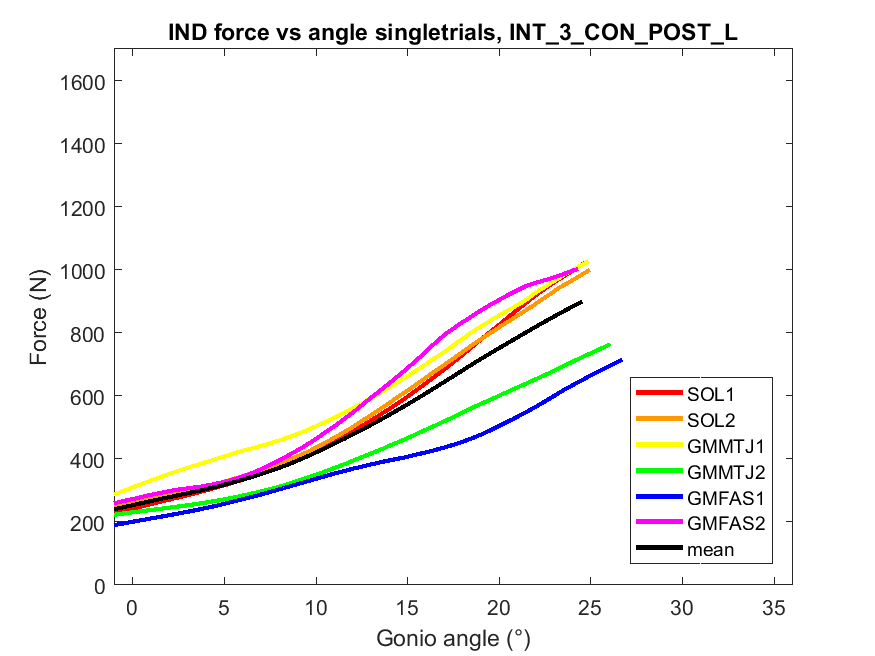 IND force vs angle singletrials, INT_3_CON_POST_L
1600
1400
1200
1000
800
600
400
200
0
Force (N)
SOL1
SOL2
GMMTJ1
GMMTJ2
GMFAS1
GMFAS2
mean
0 5 10 15 20 25 30 35
Gonio angle (°)